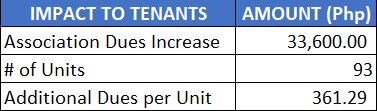 IMPACT TO TENANTS AMOUNT (Php)
Association Dues Increase 33,600.00
# of Units 93
Additional Dues per Unit 361.29